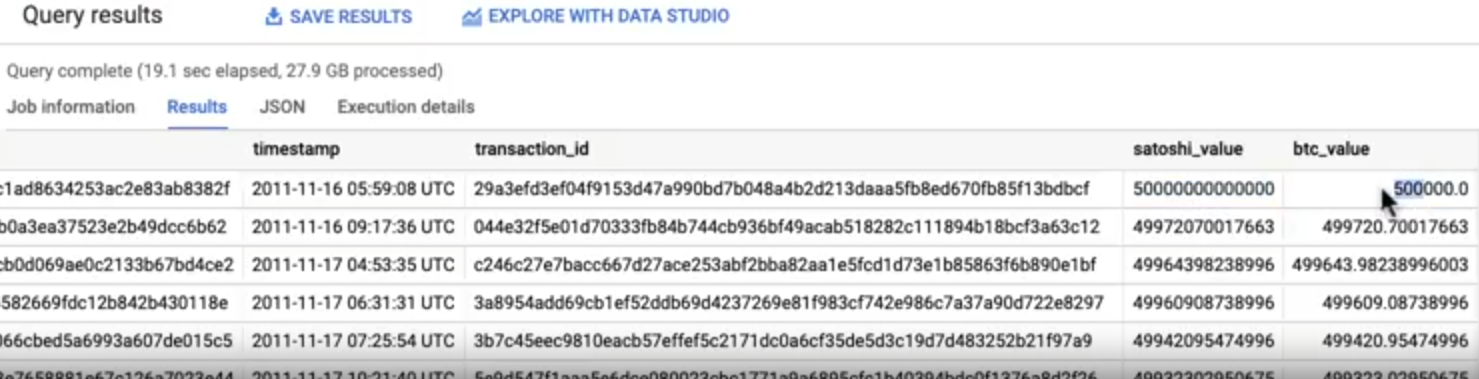 Query results SAVE RESULTS EXPLORE WITH DATA STUDIO
Query complete (19.1 sec elapsed, 27.9 GB processed)
Job information Results JSON Execution details
timestamp transaction_id satoshi_value btc_value
c1ad8634253ac2e83ab8382f 2011-11-16 05:59:08 UTC 29a3efd3ef04f9153d47a990bd7b048a4b2d213daaa5fb8ed670fb85f13bdbcf 50000000000000 500000.0
b0a3ea37523e2b49dcc6b62 2011-11-16 09:17:36 UTC 044e32f5e01d70333fb84b744cb936bf49acab518282c111894b18bcf3a63c12 49972070017663 499720.70017663
cb0d069ae0c2133b67bd4ce2 2011-11-17 04:53:35 UTC c246c27e7bacc667d27ace253abf2bba82aa1e5fcd1d73e1b85863f6b890e1bf 49964398238996 499643.98238996003
582669fdc12b842b430118e 2011-11-17 06:31:31 UTC 3a8954add69cb1ef52ddb69d4237269e81f983cf742e986c7a37a90d722e8297 49960908738996 499609.08738996
066cbed5a6993a607de015c5 2011-11-17 07:25:54 UTC 3b7c45eec9810eacb57effef5c2171dc0a6cf35de5d3c19d7d483252b21f97a9 49942095474996 499420.95474996
2011-11-17 10:21:40 UTC